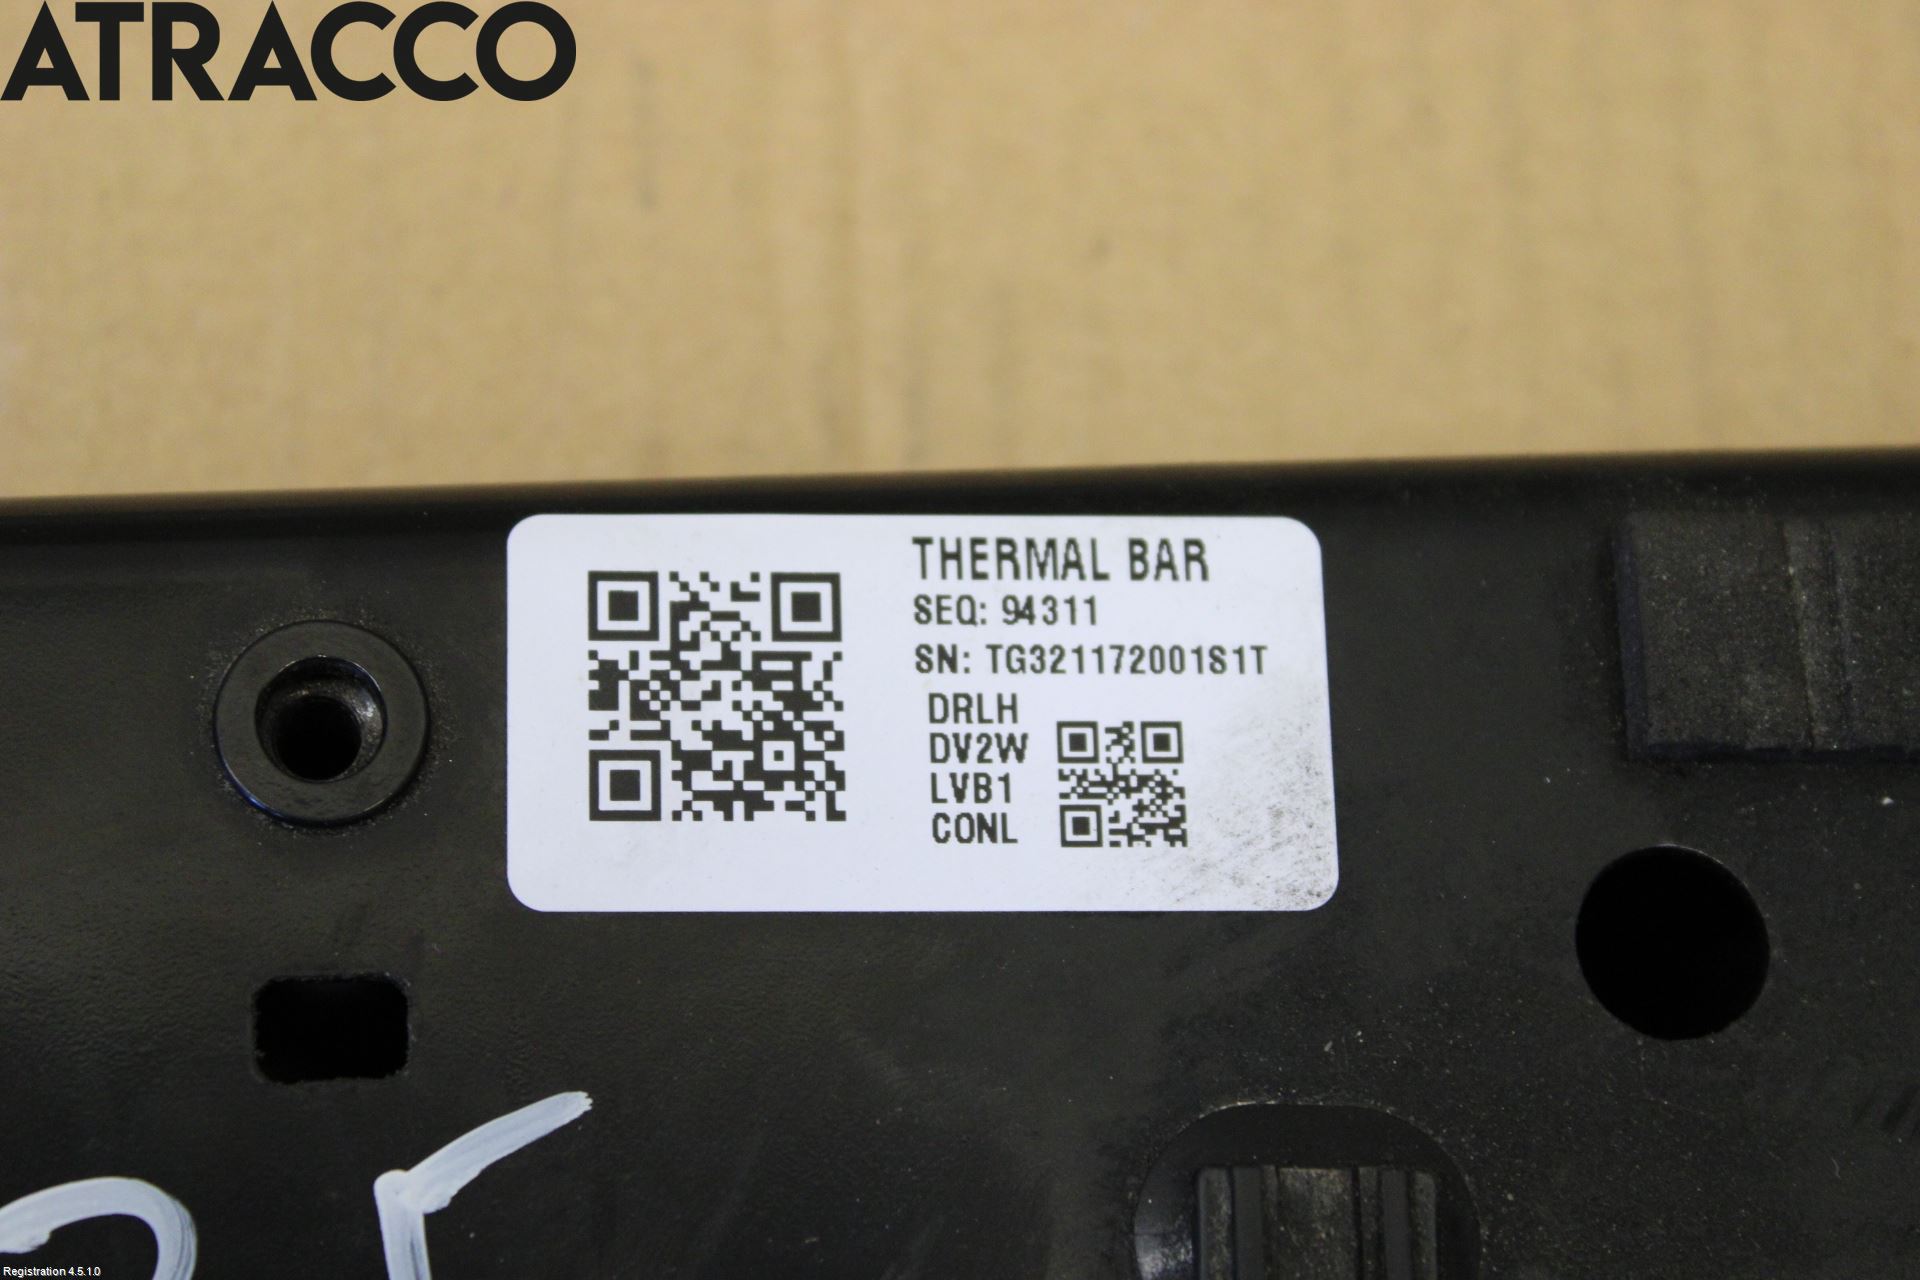 ATRACCO
THERMAL BAR
SEQ: 94311
SN: TG321172001S1T
DRLH
DV2W
LVB1
CONL
Registration 4.5.1.0